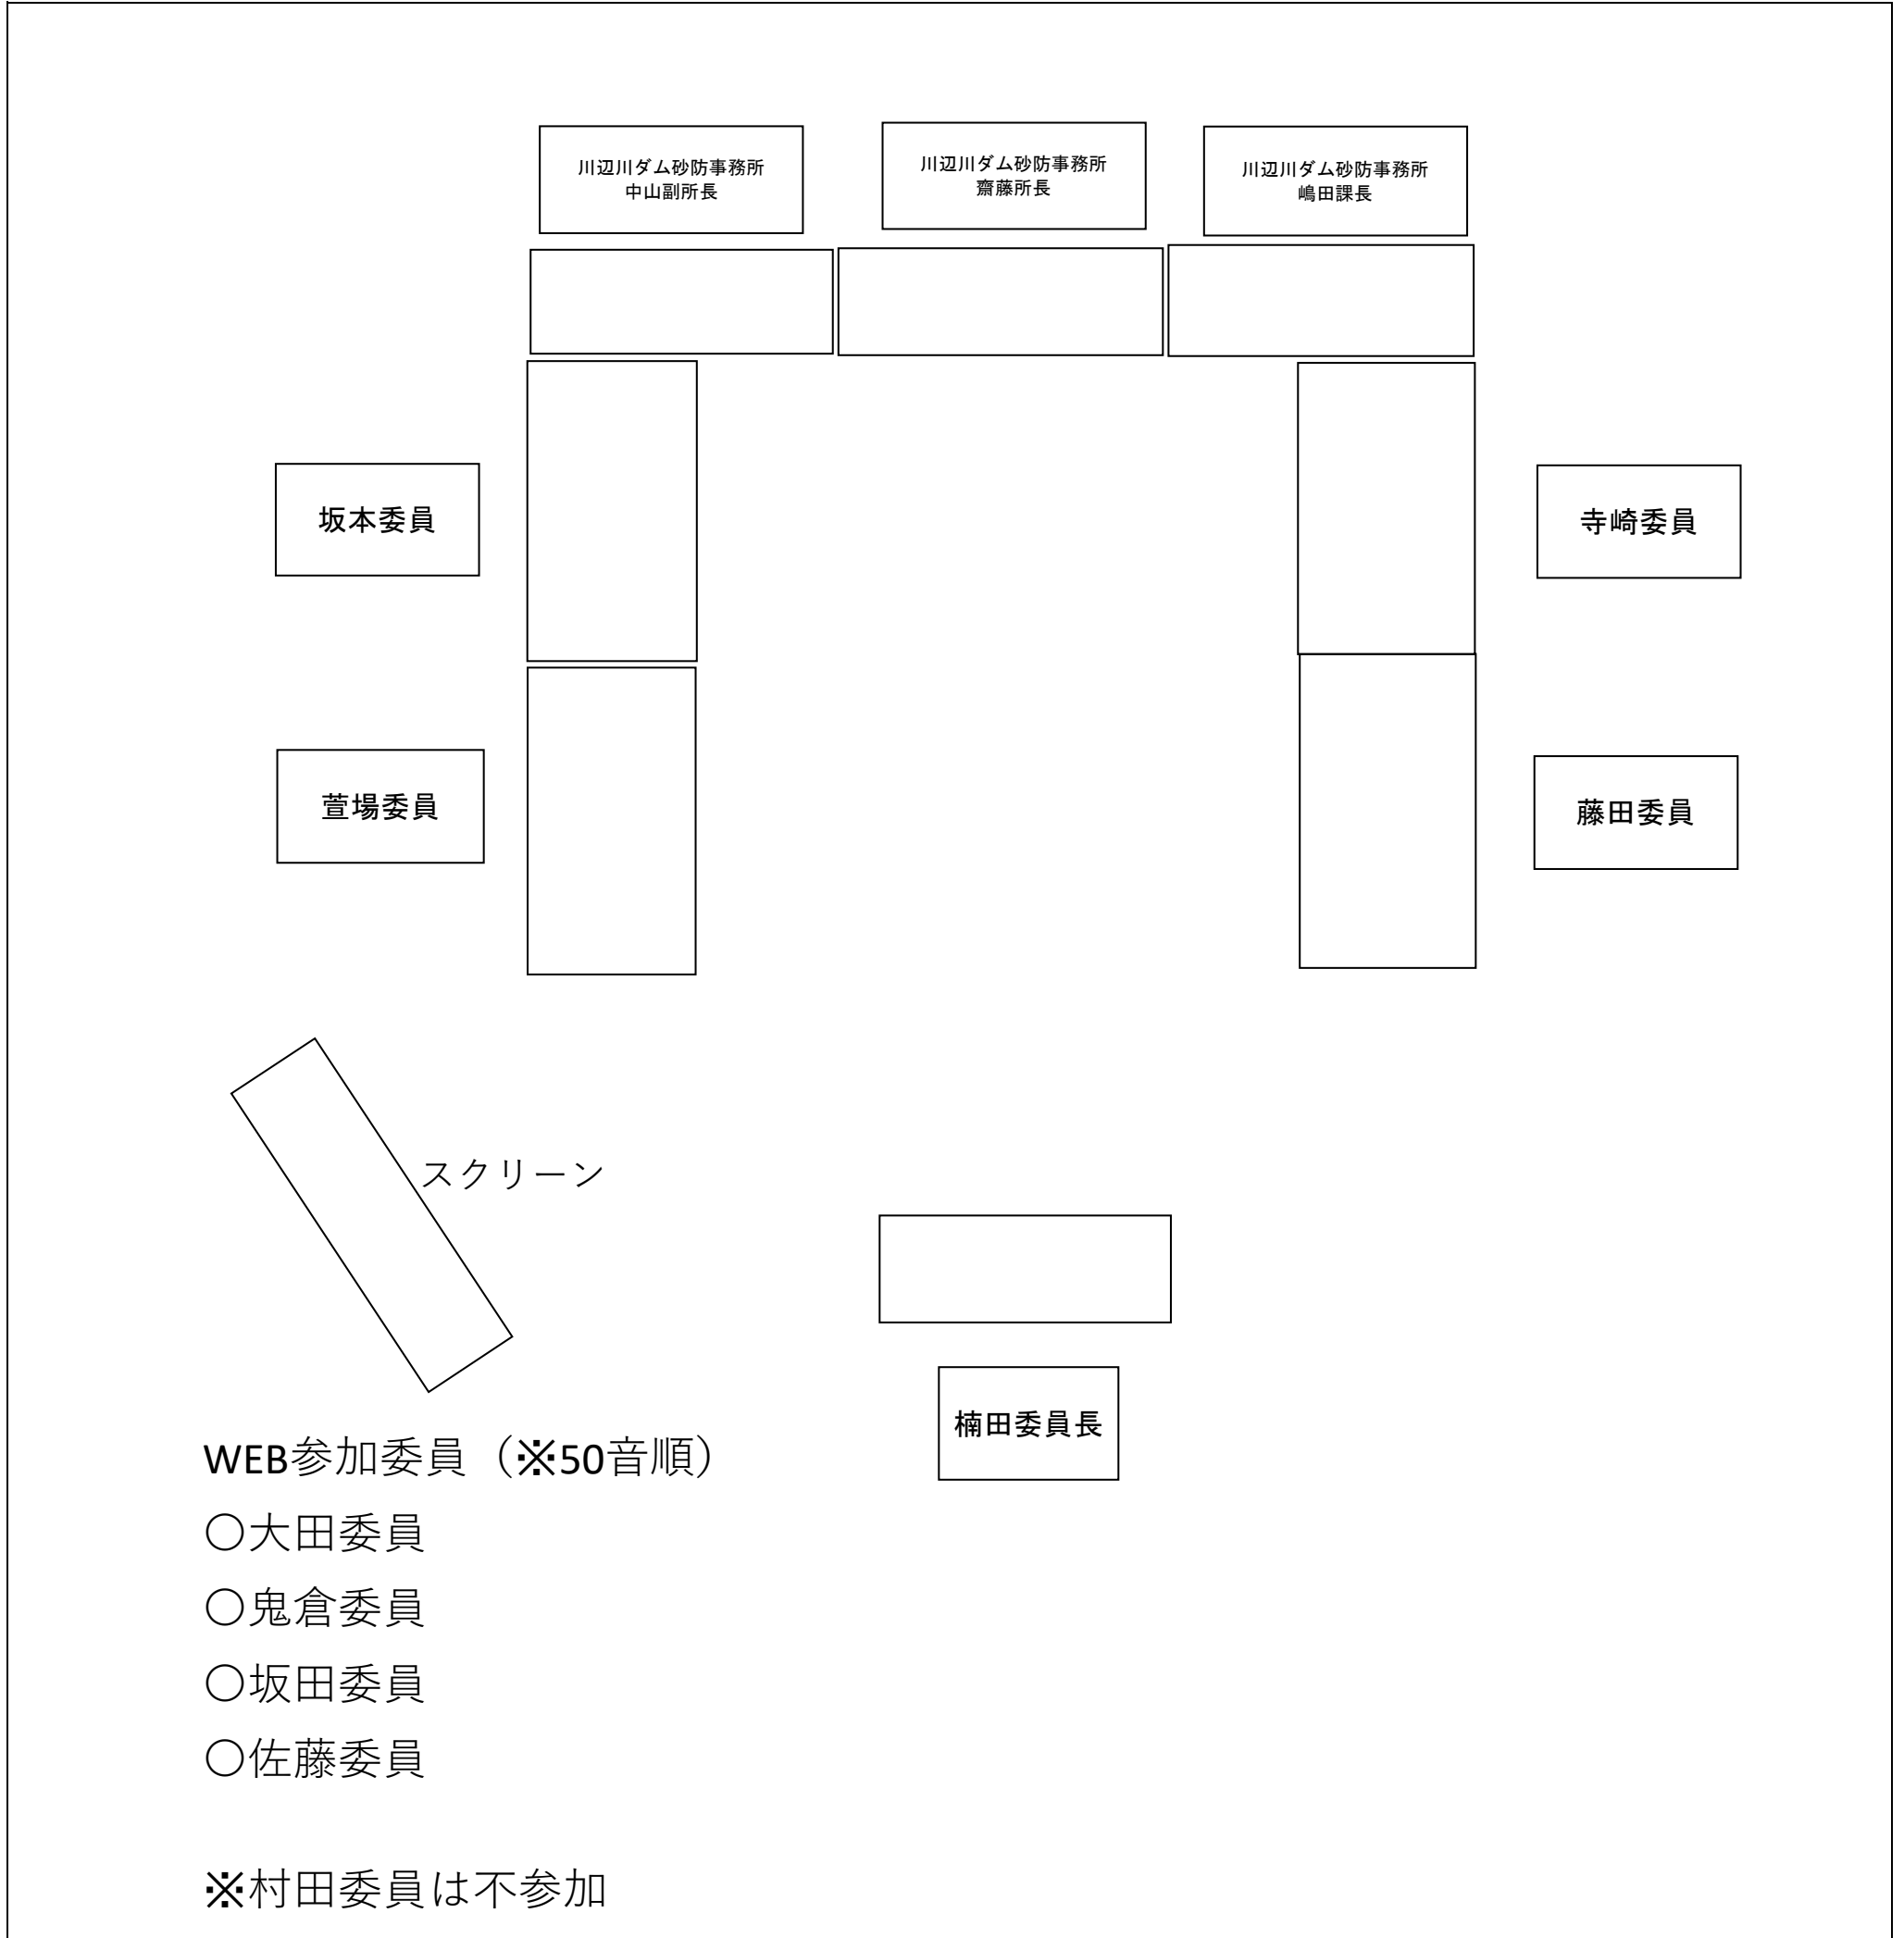 川辺川ダム砂防事務所
中山副所長
川辺川ダム砂防事務所
齋藤所長
川辺川ダム砂防事務所
嶋田課長
坂本委員
寺崎委員
萱場委員
藤田委員
スクリーン
楠田委員長
WEB参加委員（※50音順）
〇大田委員
〇鬼倉委員
〇坂田委員
〇佐藤委員
※村田委員は不参加